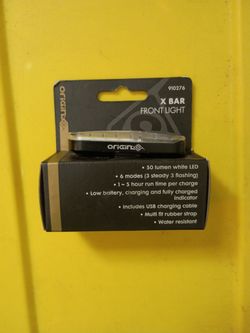 910276
X BAR
FRONT LIGHT
origin8
origin8
• 50 lumen white LED
• 6 modes (3 steady 3 flashing)
• 1 ~ 5 hour run time per charge
• Low battery, charging and fully charged
indicator
• Includes USB charging cable
• Multi fit rubber strap
• Water resistant